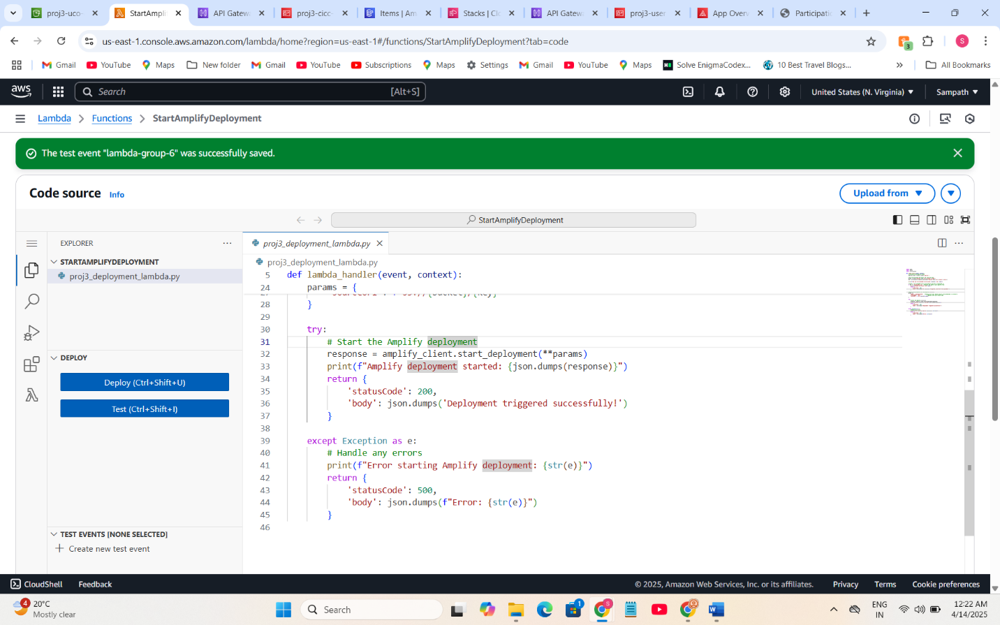 proj3-uco-
StartAmplif
API Gatewa
proj3-cicc-
Items | Am
Stacks | Clo
API Gatewa
proj3-user
App Overv
Participatic
us-east-1.console.aws.amazon.com/lambda/home?region=us-east-1#/functions/StartAmplifyDeployment?tab=code
3
S
Gmail
YouTube
Maps
New folder
Gmail
YouTube
Subscriptions
Maps
Settings
Gmail
YouTube
Maps
Solve EnigmaCodex...
10 Best Travel Blogs...
All Bookmarks
aws
Search
[Alt+S]
United States (N. Virginia)
Sampath
Lambda
Functions
StartAmplifyDeployment
The test event "lambda-group-6" was successfully saved.
Code source
Info
Upload from
StartAmplifyDeployment
EXPLORER
proj3_deployment_lambda.py
STARTAMPLIFYDEPLOYMENT
proj3_deployment_lambda.py
proj3_deployment_lambda.py
5 def lambda_handler(event, context):
24 params = {
28 }
29
30 try:
31 # Start the Amplify deployment
32 response = amplify_client.start_deployment(**params)
33 print(f"Amplify deployment started: {json.dumps(response)}")
34 return {
35 'statusCode': 200,
36 'body': json.dumps('Deployment triggered successfully!')
37 }
38
39 except Exception as e:
40 # Handle any errors
41 print(f"Error starting Amplify deployment: {str(e)}")
42 return {
43 'statusCode': 500,
44 'body': json.dumps(f"Error: {str(e)}")
45 }
46
DEPLOY
Deploy (Ctrl+Shift+U)
Test (Ctrl+Shift+I)
TEST EVENTS [NONE SELECTED]
Create new test event
CloudShell
Feedback
© 2025, Amazon Web Services, Inc. or its affiliates.
Privacy
Terms
Cookie preferences
4
20°C
Mostly clear
Search
1
S
ENG
IN
12:22 AM
4/14/2025